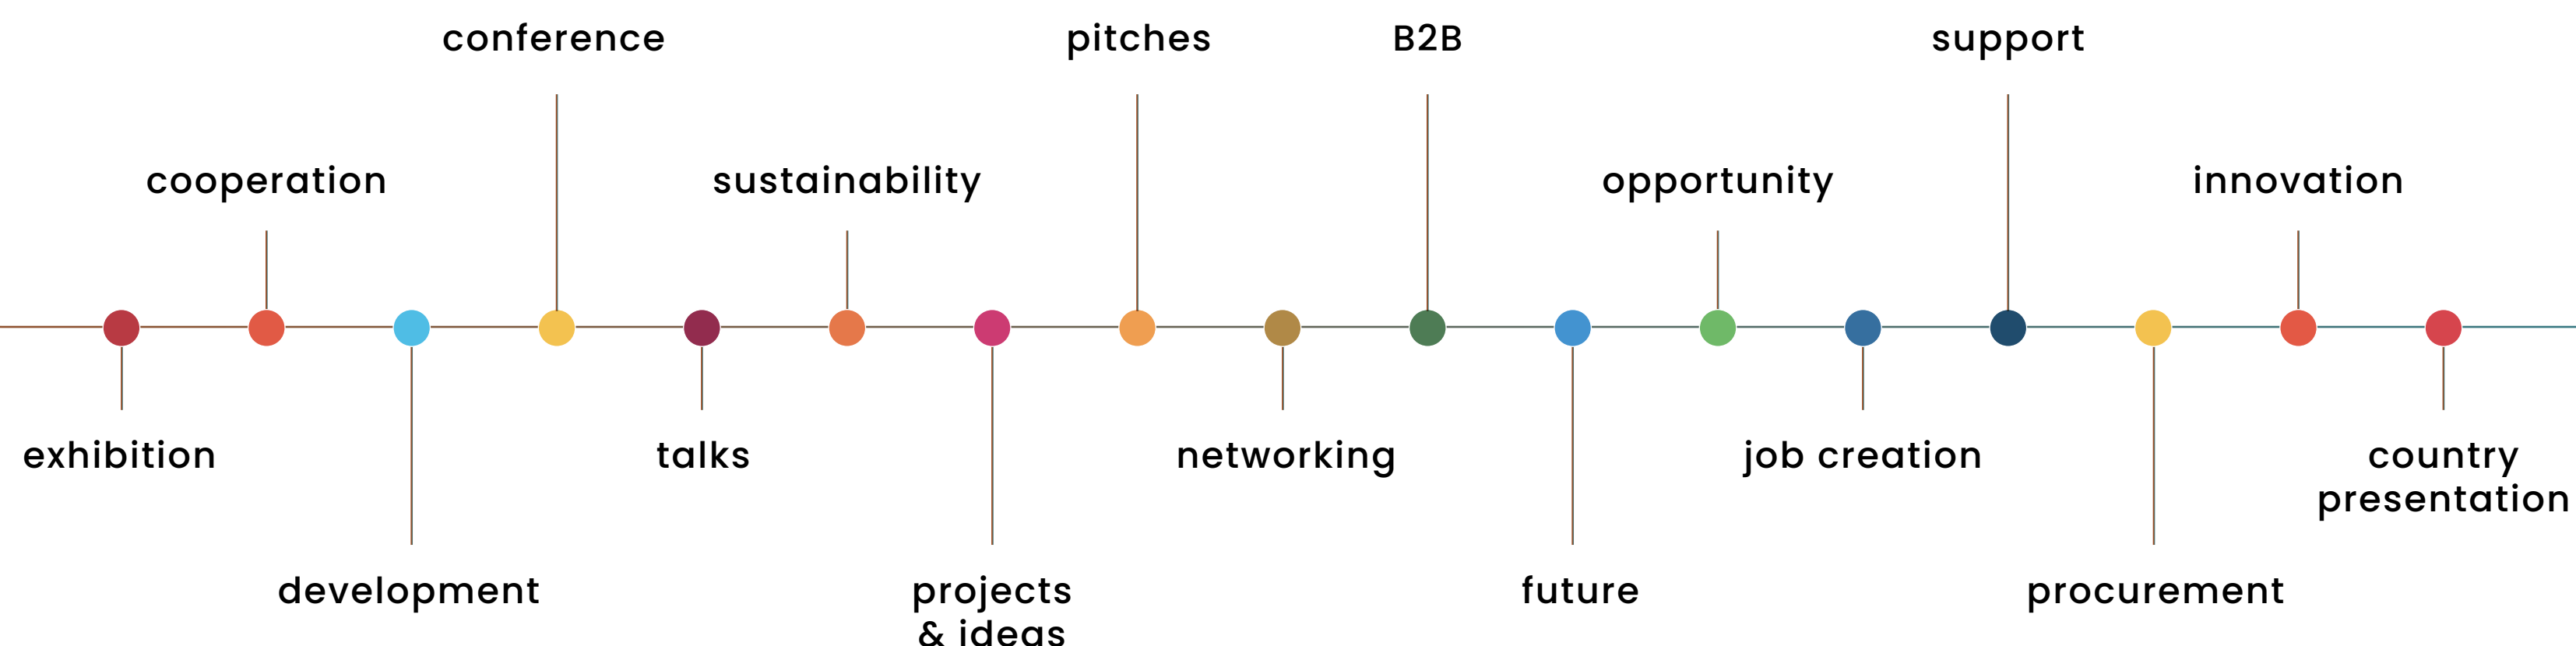 conference
pitches
B2B
support
cooperation
sustainability
opportunity
innovation
exhibition
talks
networking
job creation
country
presentation
development
projects
& ideas
future
procurement